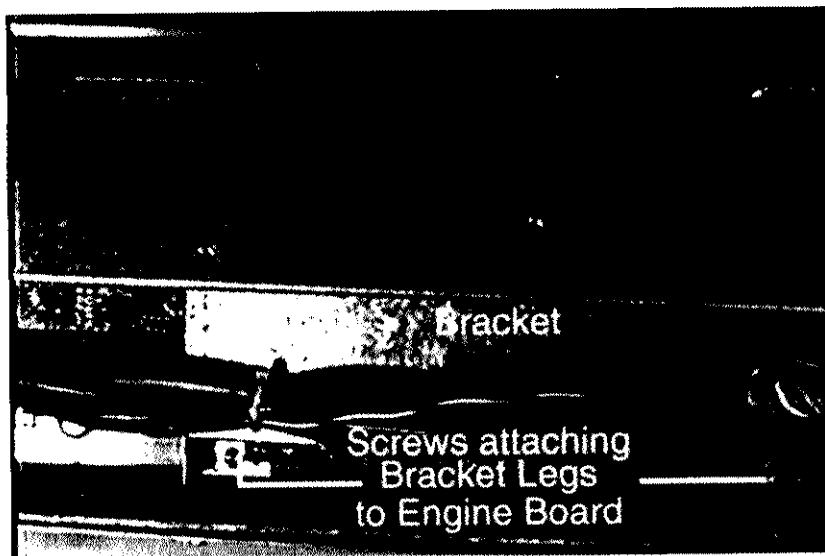 Bracket
Screws attaching
Bracket Legs
to Engine Board